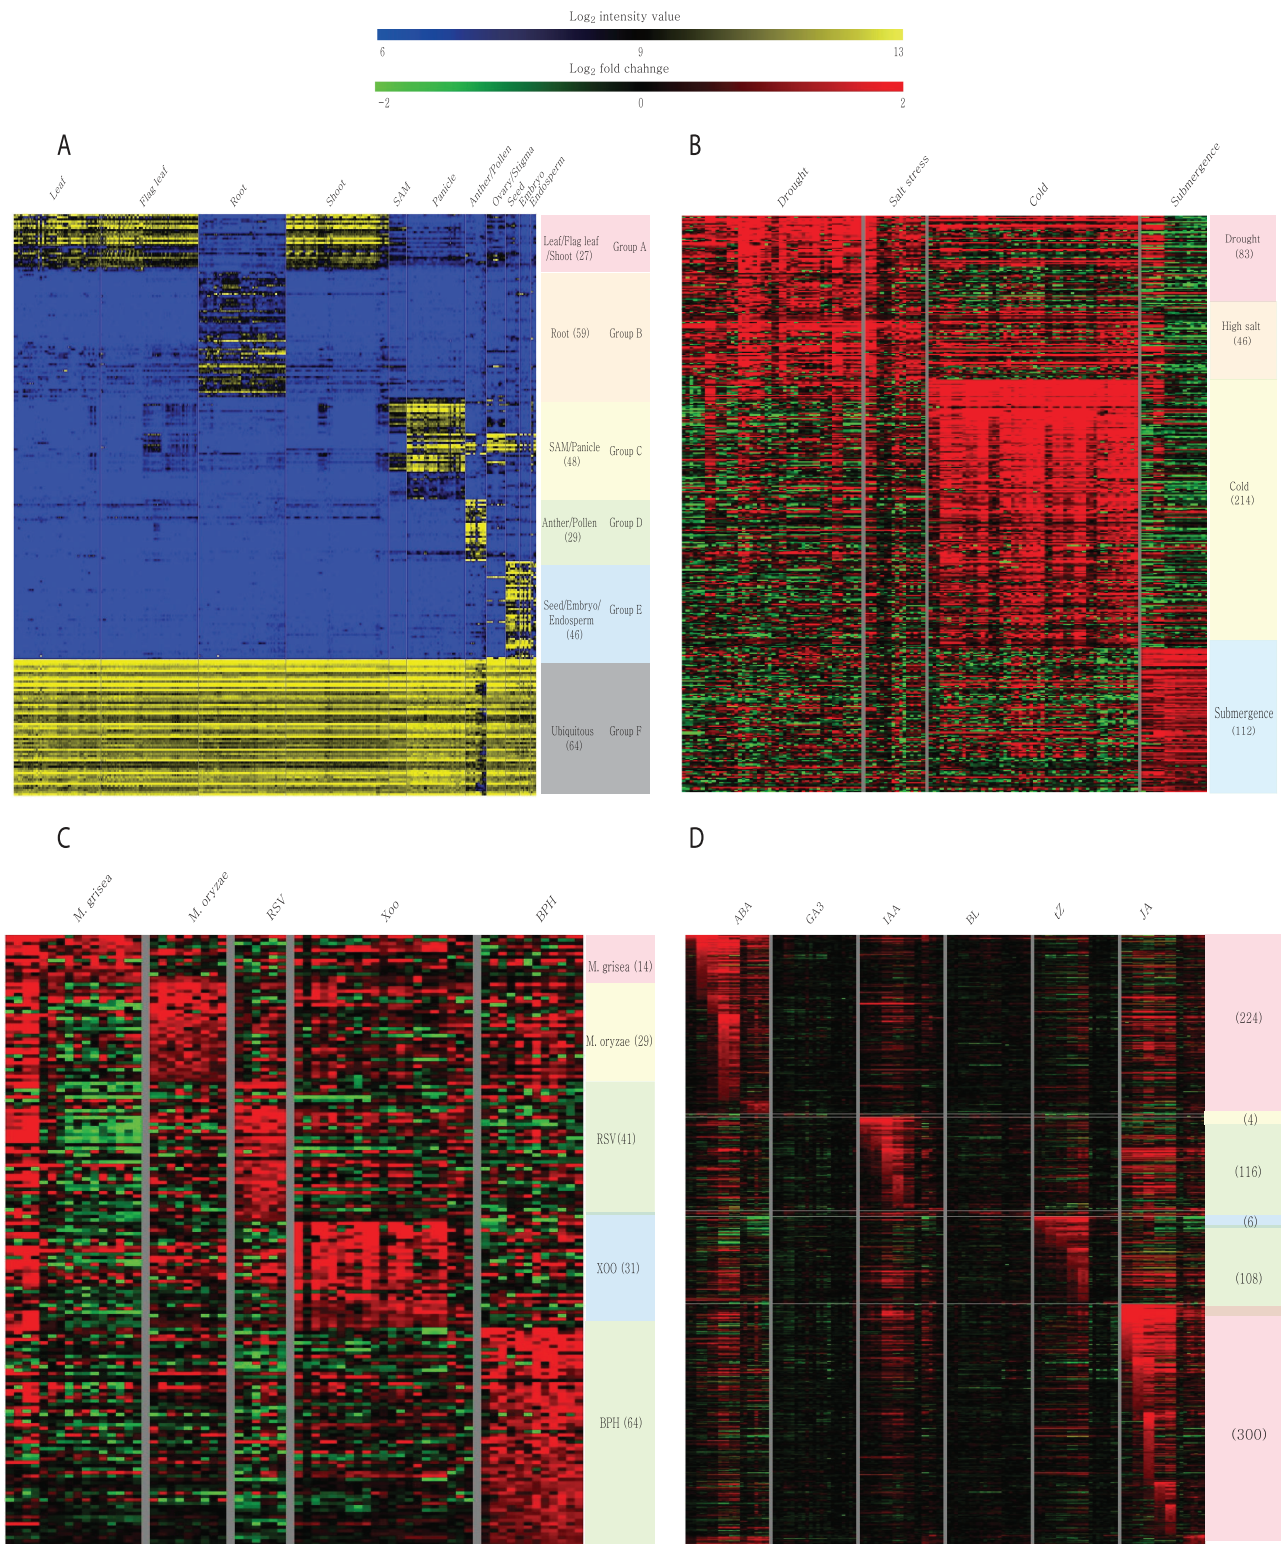 Log2 intensity value
6 9 13
Log2 fold chahnge
-2 0 2
A
Leaf Flag leaf Root Shoot SAM Panicle Anther/Pollen Ovary/Stigma Seed Embryo Endosperm
Leaf/Flag leaf
/Shoot (27)
Group A
Root (59) Group B
SAM/Panicle
(48)
Group C
Anther/Pollen
(29)
Group D
Seed/Embryo/
Endosperm
(46)
Group E
Ubiquitous
(64)
Group F
B
Drought Salt stress Cold Submergence
Drought
(83)
High salt
(46)
Cold
(214)
Submergence
(112)
C
M. grisea M. oryzae RSV Xoo BPH
M. grisea (14)
M. oryzae (29)
RSV(41)
XOO (31)
BPH (64)
D
ABA GA3 IAA BL tZ JA
(224)
(4)
(116)
(6)
(108)
(300)